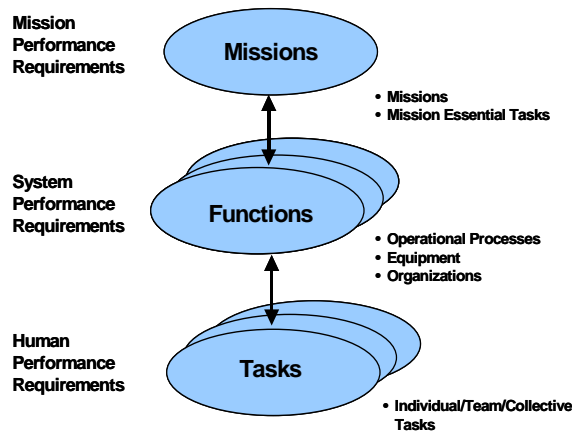 Mission
Performance
Requirements
Missions
• Missions
• Mission Essential Tasks
System
Performance
Requirements
Functions
• Operational Processes
• Equipment
• Organizations
Human
Performance
Requirements
Tasks
• Individual/Team/Collective
Tasks